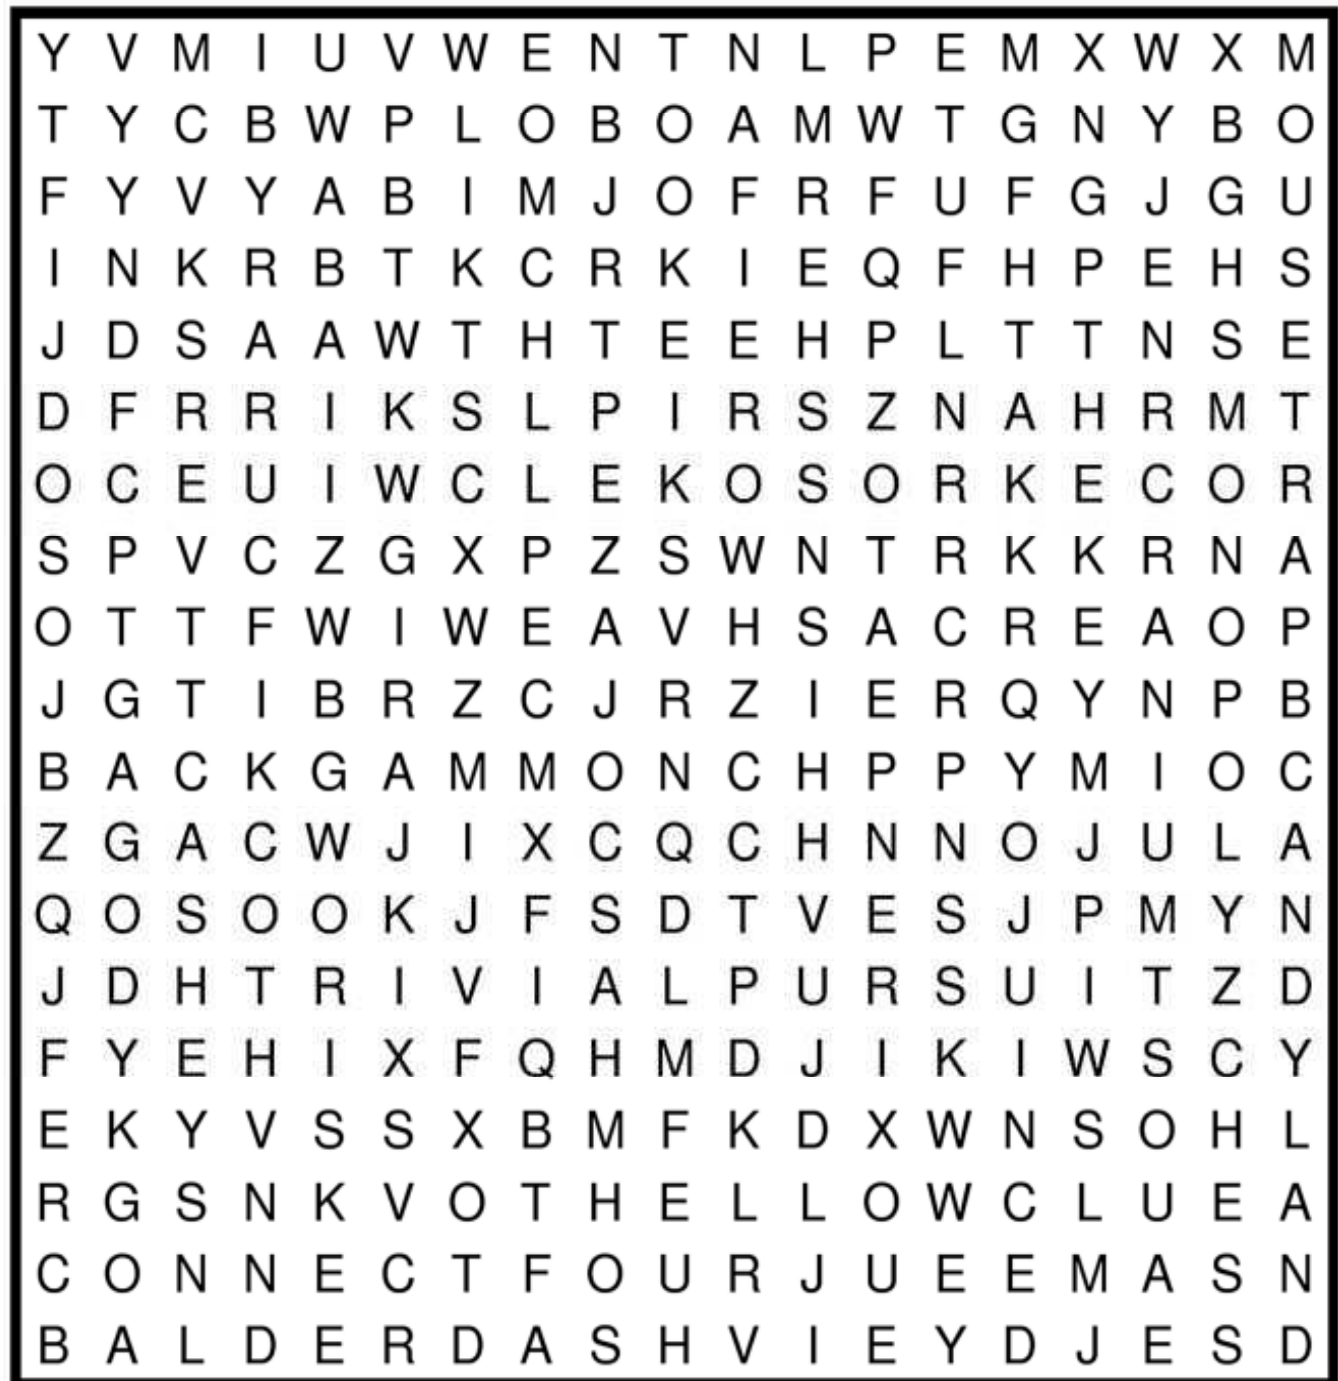 Y V M I U V W E N T N L P E M X W X M
T Y C B W P L O B O A M W T G N Y B O
F Y V Y A B I M J O F R F U F G J G U
I N K R B T K C R K I E Q F H P E H S
J D S A A W T H T E E H P L T T N S E
D F R R I K S L P I R S Z N A H R M T
O C E U I W C L E K O S O R K E C O R
S P V C Z G X P Z S W N T R K K R N A
O T T F W I W E A V H S A C R E A O P
J G T I B R Z C J R Z I E R Q Y N P B
B A C K G A M M O N C H P P Y M I O C
Z G A C W J I X C Q C H N N O J U L A
Q O S O O K J F S D T V E S J P M Y N
J D H T R I V I A L P U R S U I T Z D
F Y E H I X F Q H M D J I K I W S C Y
E K Y V S S X B M F K D X W N S O H L
R G S N K V O T H E L L O W C L U E A
C O N N E C T F O U R J U E E M A S N
B A L D E R D A S H V I E Y D J E S D